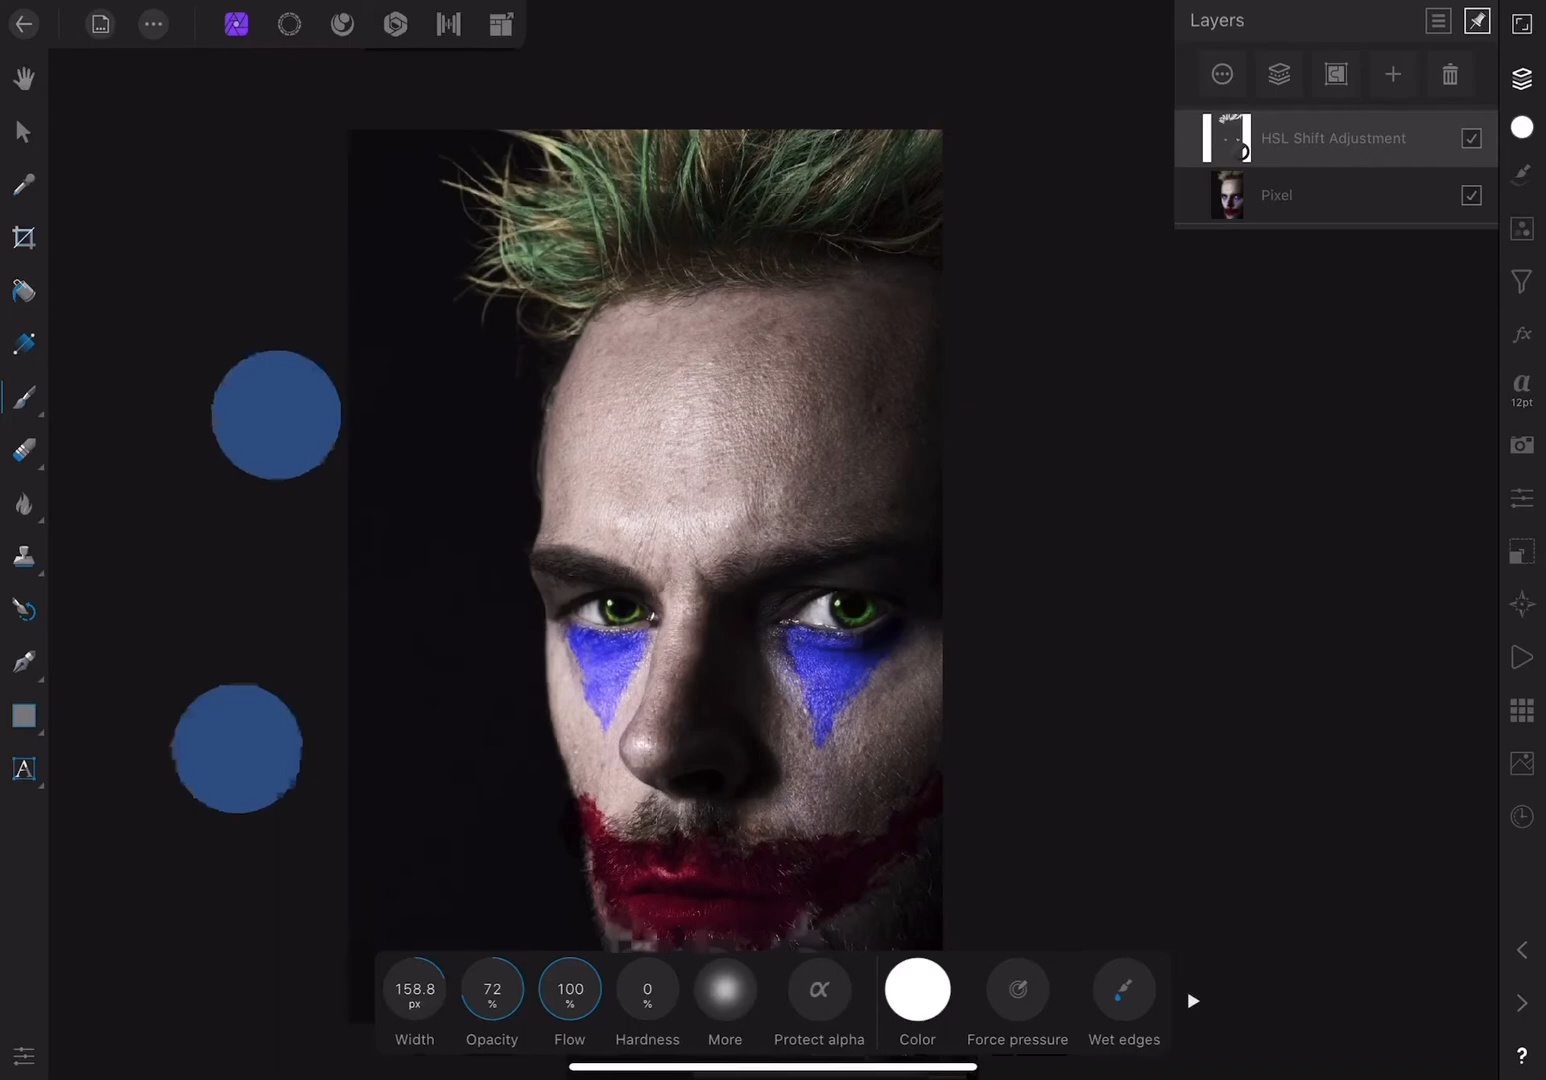 Layers
HSL Shift Adjustment
Pixel
a
12pt
A
158.8
px
72
%
100
%
0
%
α
Width
Opacity
Flow
Hardness
More
Protect alpha
Color
Force pressure
Wet edges
?